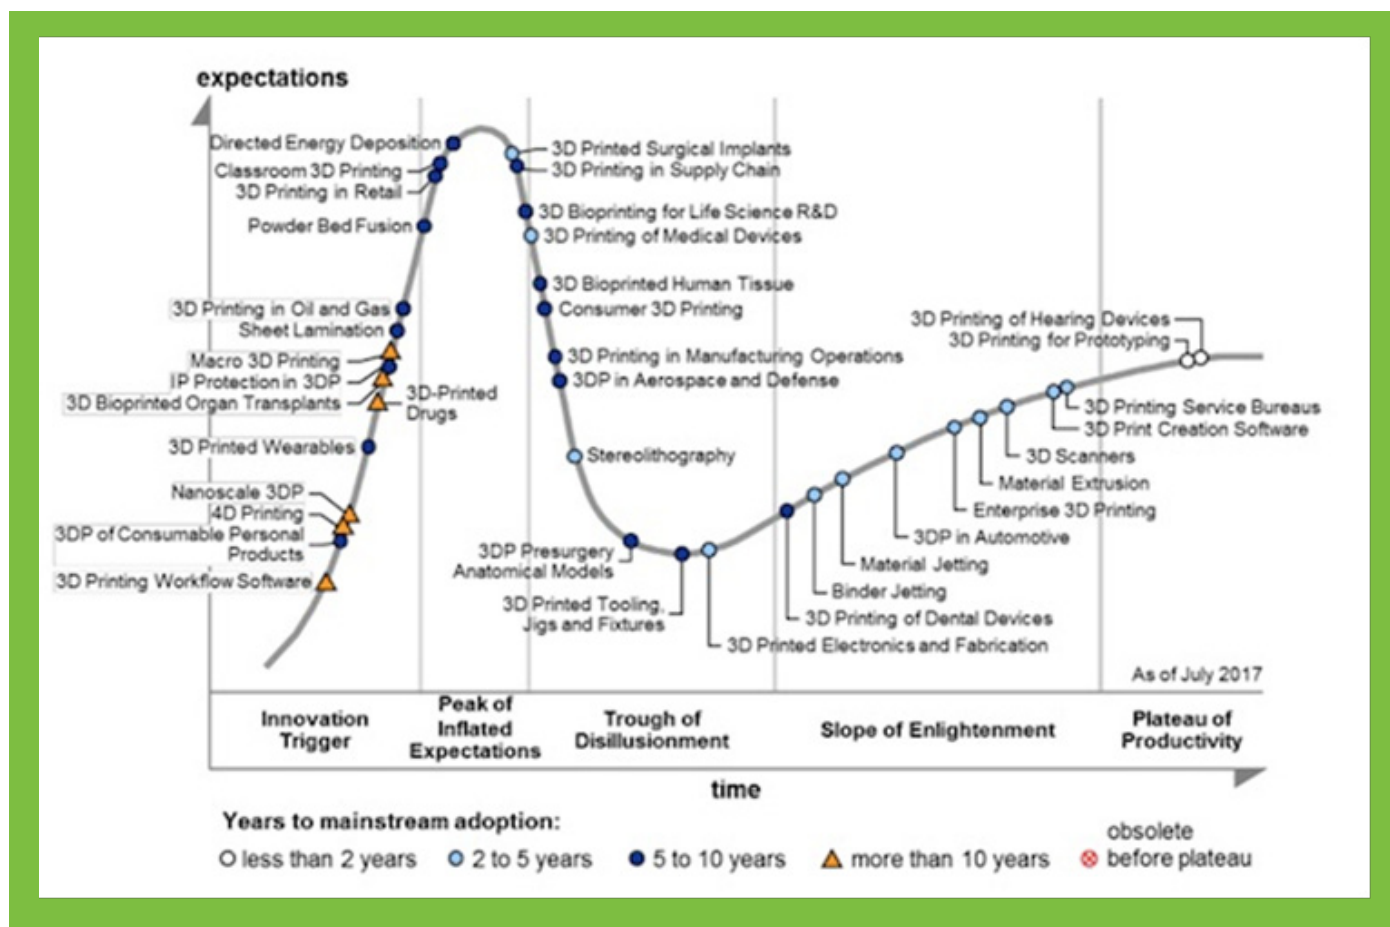 expectations
Directed Energy Deposition
Classroom 3D Printing
3D Printing in Retail
Powder Bed Fusion
3D Printing in Oil and Gas
Sheet Lamination
Macro 3D Printing
IP Protection in 3DP
3D Bioprinted Organ Transplants
3D-Printed
Drugs
3D Printed Wearables
Nanoscale 3DP
4D Printing
3DP of Consumable Personal
Products
3D Printing Workflow Software
3D Printed Surgical Implants
3D Printing in Supply Chain
3D Bioprinting for Life Science R&D
3D Printing of Medical Devices
3D Bioprinted Human Tissue
Consumer 3D Printing
3D Printing in Manufacturing Operations
3DP in Aerospace and Defense
Stereolithography
3DP Presurgery
Anatomical Models
3D Printed Tooling,
Jigs and Fixtures
3D Printed Electronics and Fabrication
3D Printing of Dental Devices
Binder Jetting
Material Jetting
3DP in Automotive
Enterprise 3D Printing
Material Extrusion
3D Scanners
3D Print Creation Software
3D Printing Service Bureaus
3D Printing of Hearing Devices
3D Printing for Prototyping
As of July 2017
Innovation
Trigger
Peak of
Inflated
Expectations
Trough of
Disillusionment
Slope of Enlightenment
Plateau of
Productivity
time
Years to mainstream adoption:
less than 2 years
2 to 5 years
5 to 10 years
more than 10 years
obsolete
before plateau